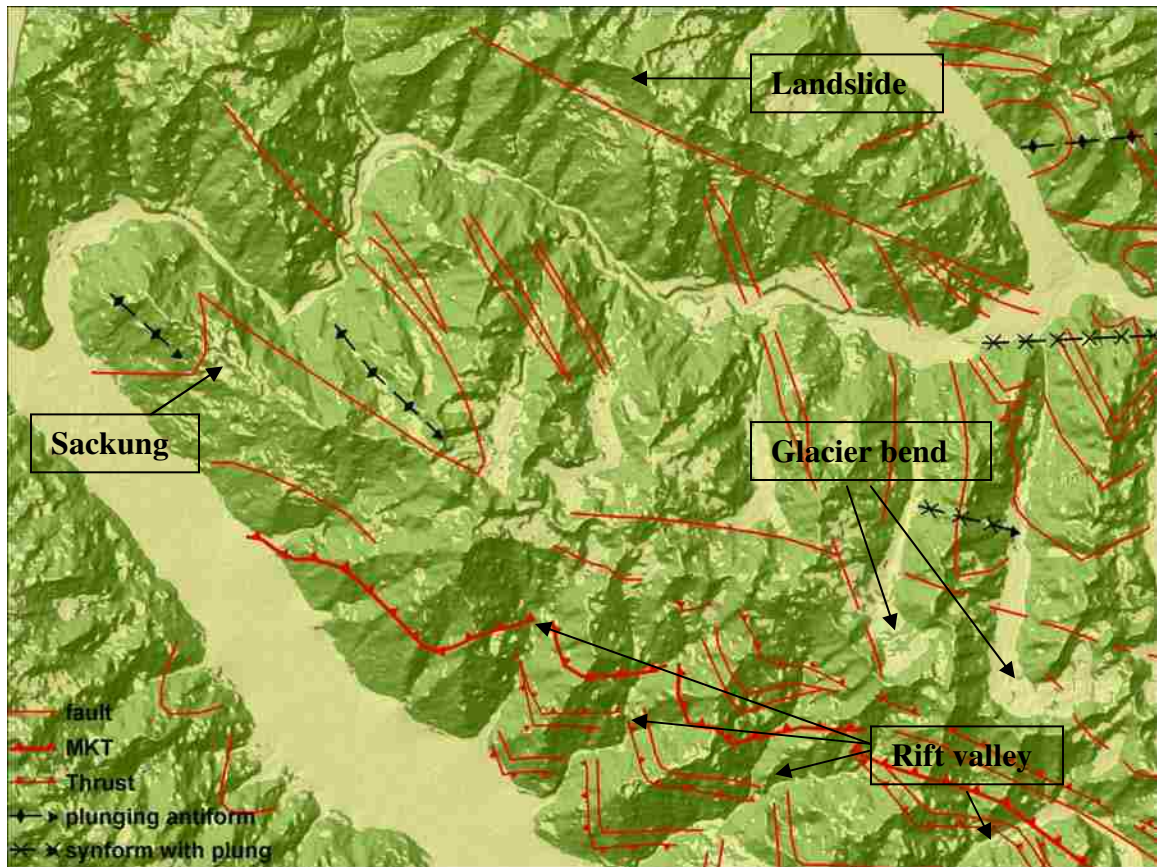 Landslide
Sackung
Glacier bend
Rift valley
fault
MKT
Thrust
plunging antiform
synform with plung